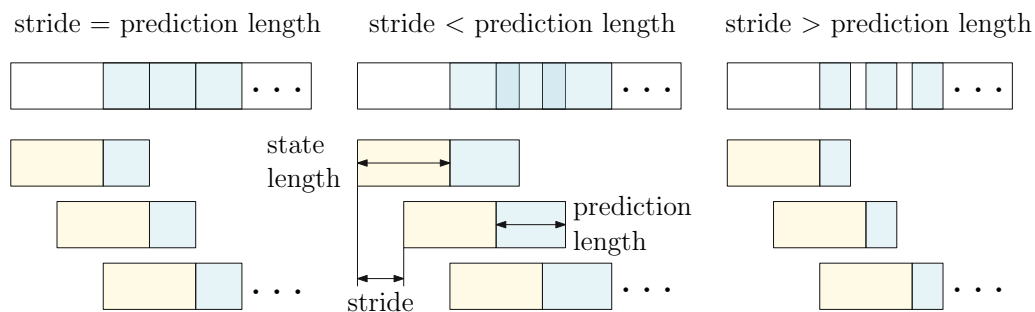 stride = prediction length
stride < prediction length
stride > prediction length
. . .
. . .
. . .
state
length
prediction
length
stride
. . .
. . .
. . .